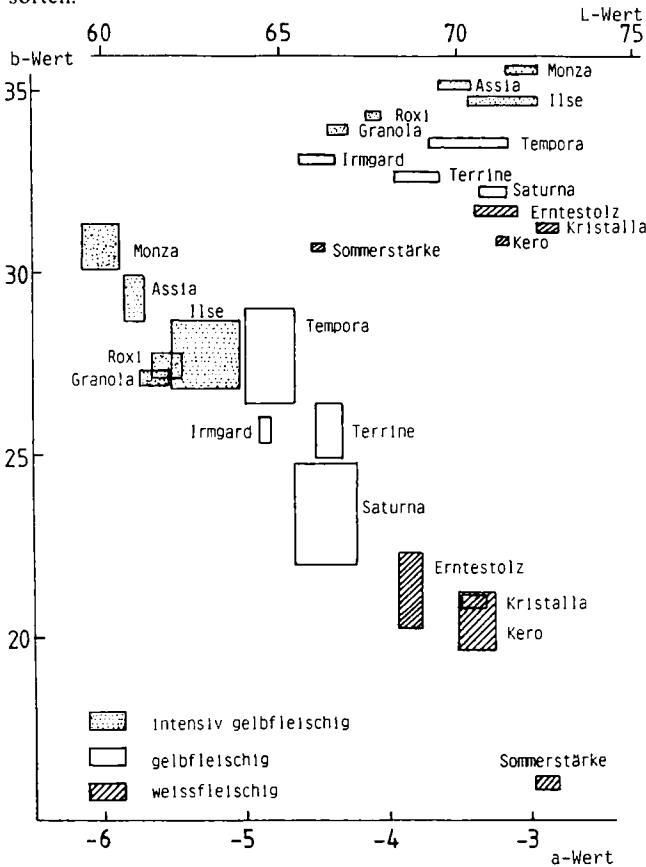 sorten.
L-Wert
60 65 70 75
b-Wert
35
Monza
Assia
Ilse
Roxi
Granola
Tempora
Irmgard
Terrine
Saturna
Erntestolz
Kristalla
Kero
Sommerstärke
30
Monza
Assia
Ilse
Tempora
Roxi
Granola
Irmgard
Terrine
25
Saturna
Erntestolz
Kristalla
Kero
20
intensiv gelbfleischig
gelbfleischig
weissfleischig
Sommerstärke
-6 -5 -4 -3
a-Wert